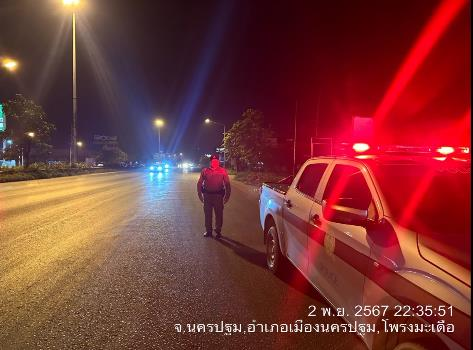 2 พ.ย. 2567 22:35:51
จ.นครปฐม,อำเภอเมืองนครปฐม,โพรงมะเดื่อ